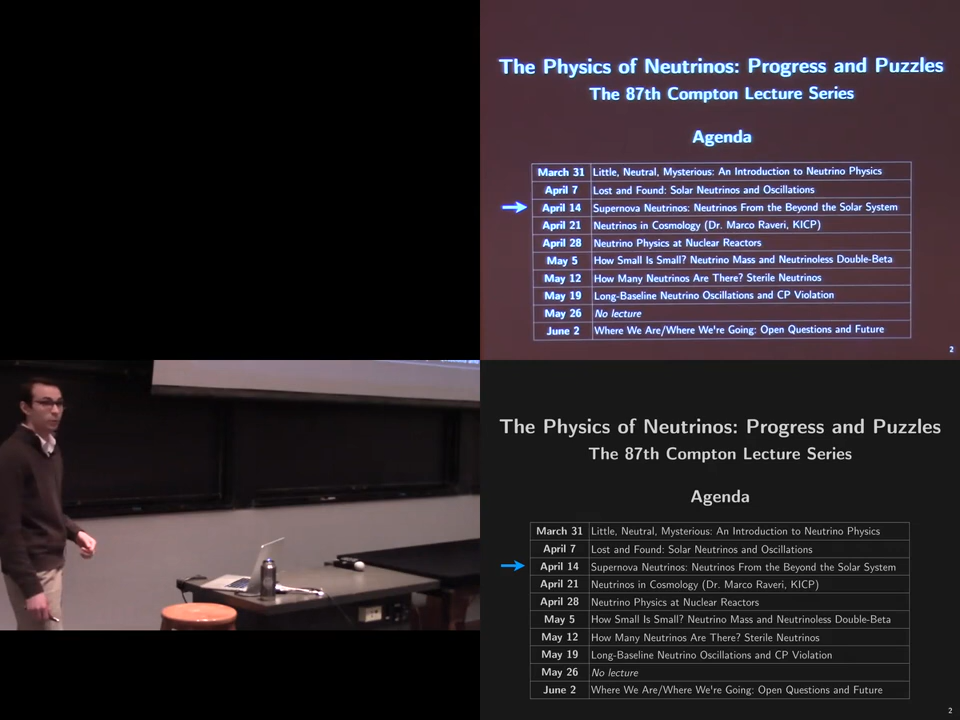 The Physics of Neutrinos: Progress and Puzzles
The 87th Compton Lecture Series
Agenda
March 31 Little, Neutral, Mysterious: An Introduction to Neutrino Physics
April 7 Lost and Found: Solar Neutrinos and Oscillations
April 14 Supernova Neutrinos: Neutrinos From the Beyond the Solar System
April 21 Neutrinos in Cosmology (Dr. Marco Raveri, KICP)
April 28 Neutrino Physics at Nuclear Reactors
May 5 How Small Is Small? Neutrino Mass and Neutrinoless Double-Beta
May 12 How Many Neutrinos Are There? Sterile Neutrinos
May 19 Long-Baseline Neutrino Oscillations and CP Violation
May 26 No lecture
June 2 Where We Are/Where We're Going: Open Questions and Future
2
The Physics of Neutrinos: Progress and Puzzles
The 87th Compton Lecture Series
Agenda
March 31 Little, Neutral, Mysterious: An Introduction to Neutrino Physics
April 7 Lost and Found: Solar Neutrinos and Oscillations
April 14 Supernova Neutrinos: Neutrinos From the Beyond the Solar System
April 21 Neutrinos in Cosmology (Dr. Marco Raveri, KICP)
April 28 Neutrino Physics at Nuclear Reactors
May 5 How Small Is Small? Neutrino Mass and Neutrinoless Double-Beta
May 12 How Many Neutrinos Are There? Sterile Neutrinos
May 19 Long-Baseline Neutrino Oscillations and CP Violation
May 26 No lecture
June 2 Where We Are/Where We're Going: Open Questions and Future
2